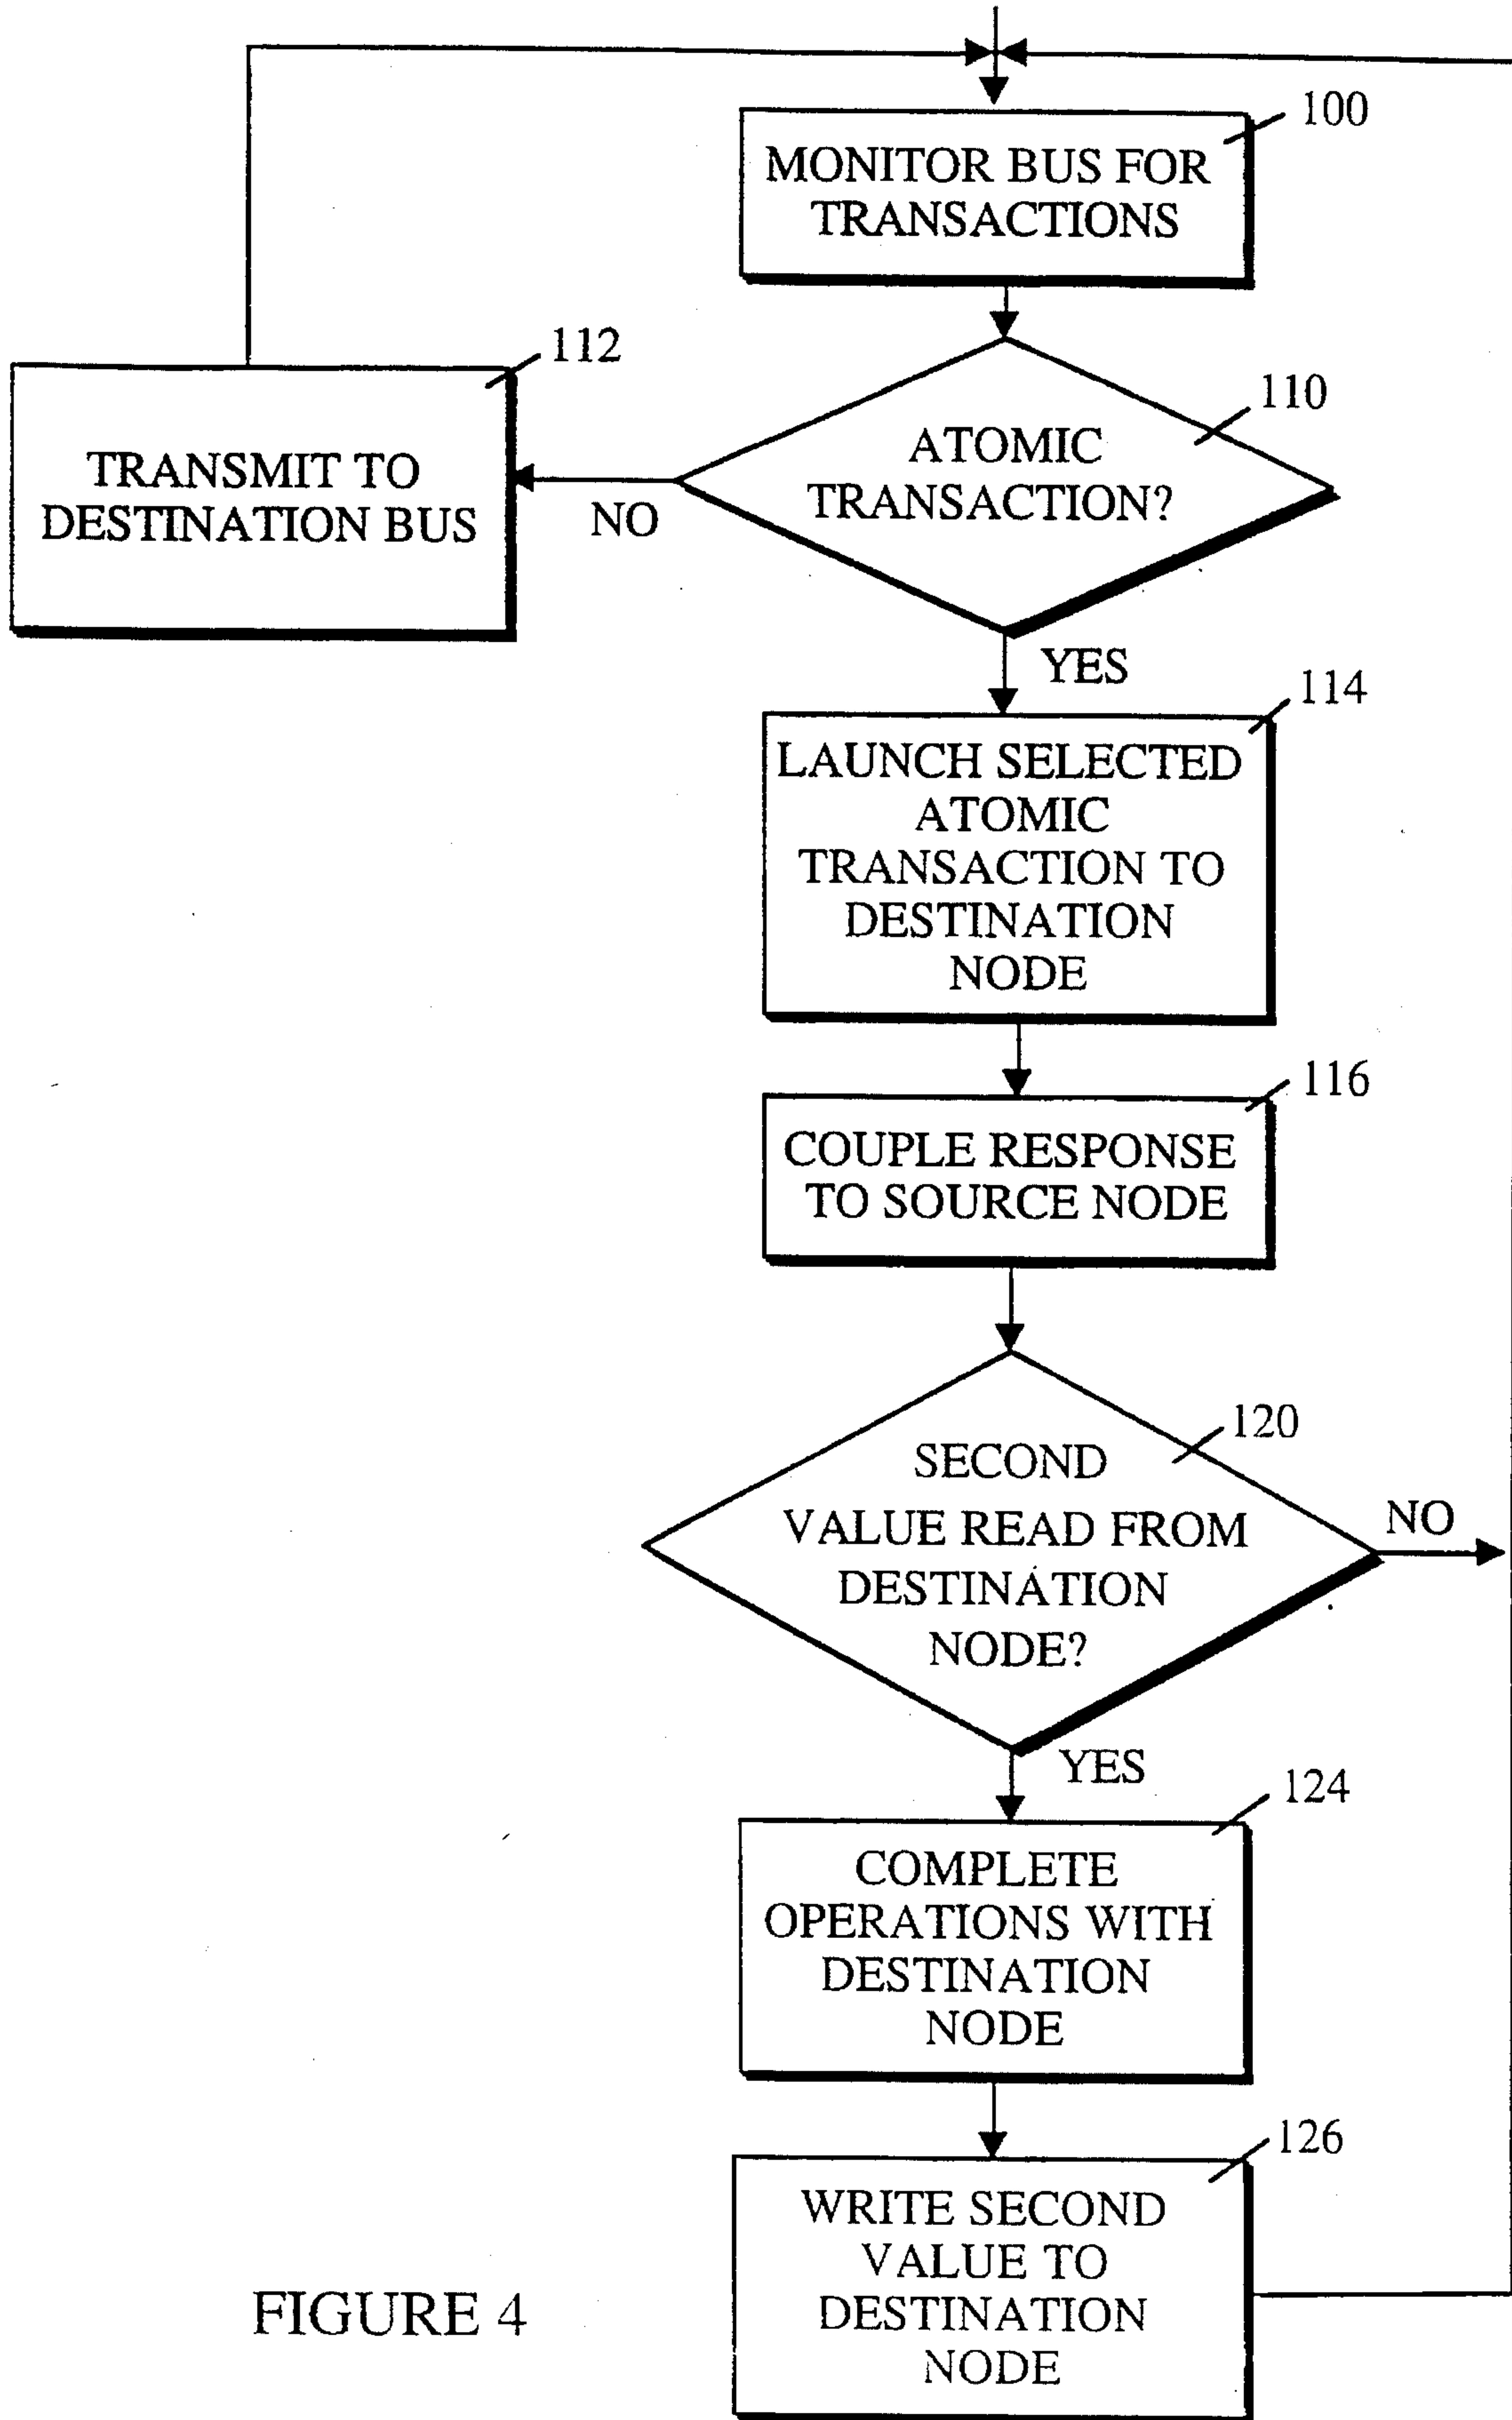 100
MONITOR BUS FOR
TRANSACTIONS
112
TRANSMIT TO
DESTINATION BUS
110
ATOMIC
TRANSACTION?
NO
YES
114
LAUNCH SELECTED
ATOMIC
TRANSACTION TO
DESTINATION
NODE
116
COUPLE RESPONSE
TO SOURCE NODE
120
SECOND
VALUE READ FROM
DESTINATION
NODE?
NO
YES
124
COMPLETE
OPERATIONS WITH
DESTINATION
NODE
126
WRITE SECOND
VALUE TO
DESTINATION
NODE
FIGURE 4